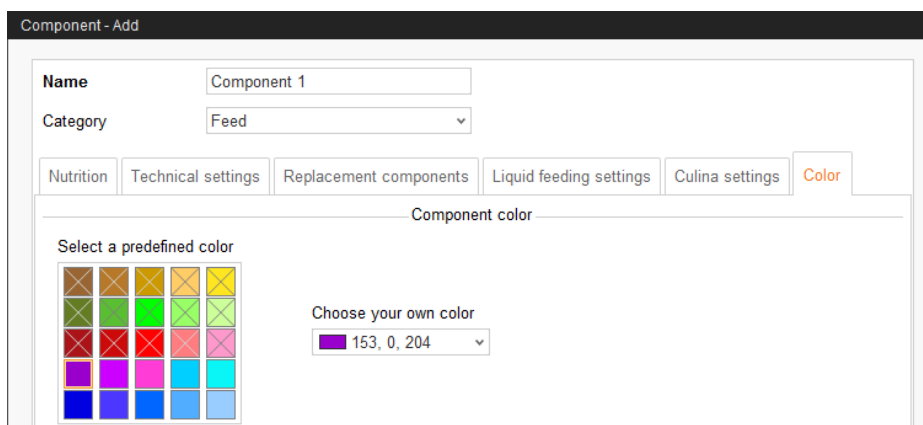 Component - Add
Name Component 1
Category Feed
Nutrition Technical settings Replacement components Liquid feeding settings Culina settings Color
Component color
Select a predefined color
Choose your own color
153, 0, 204